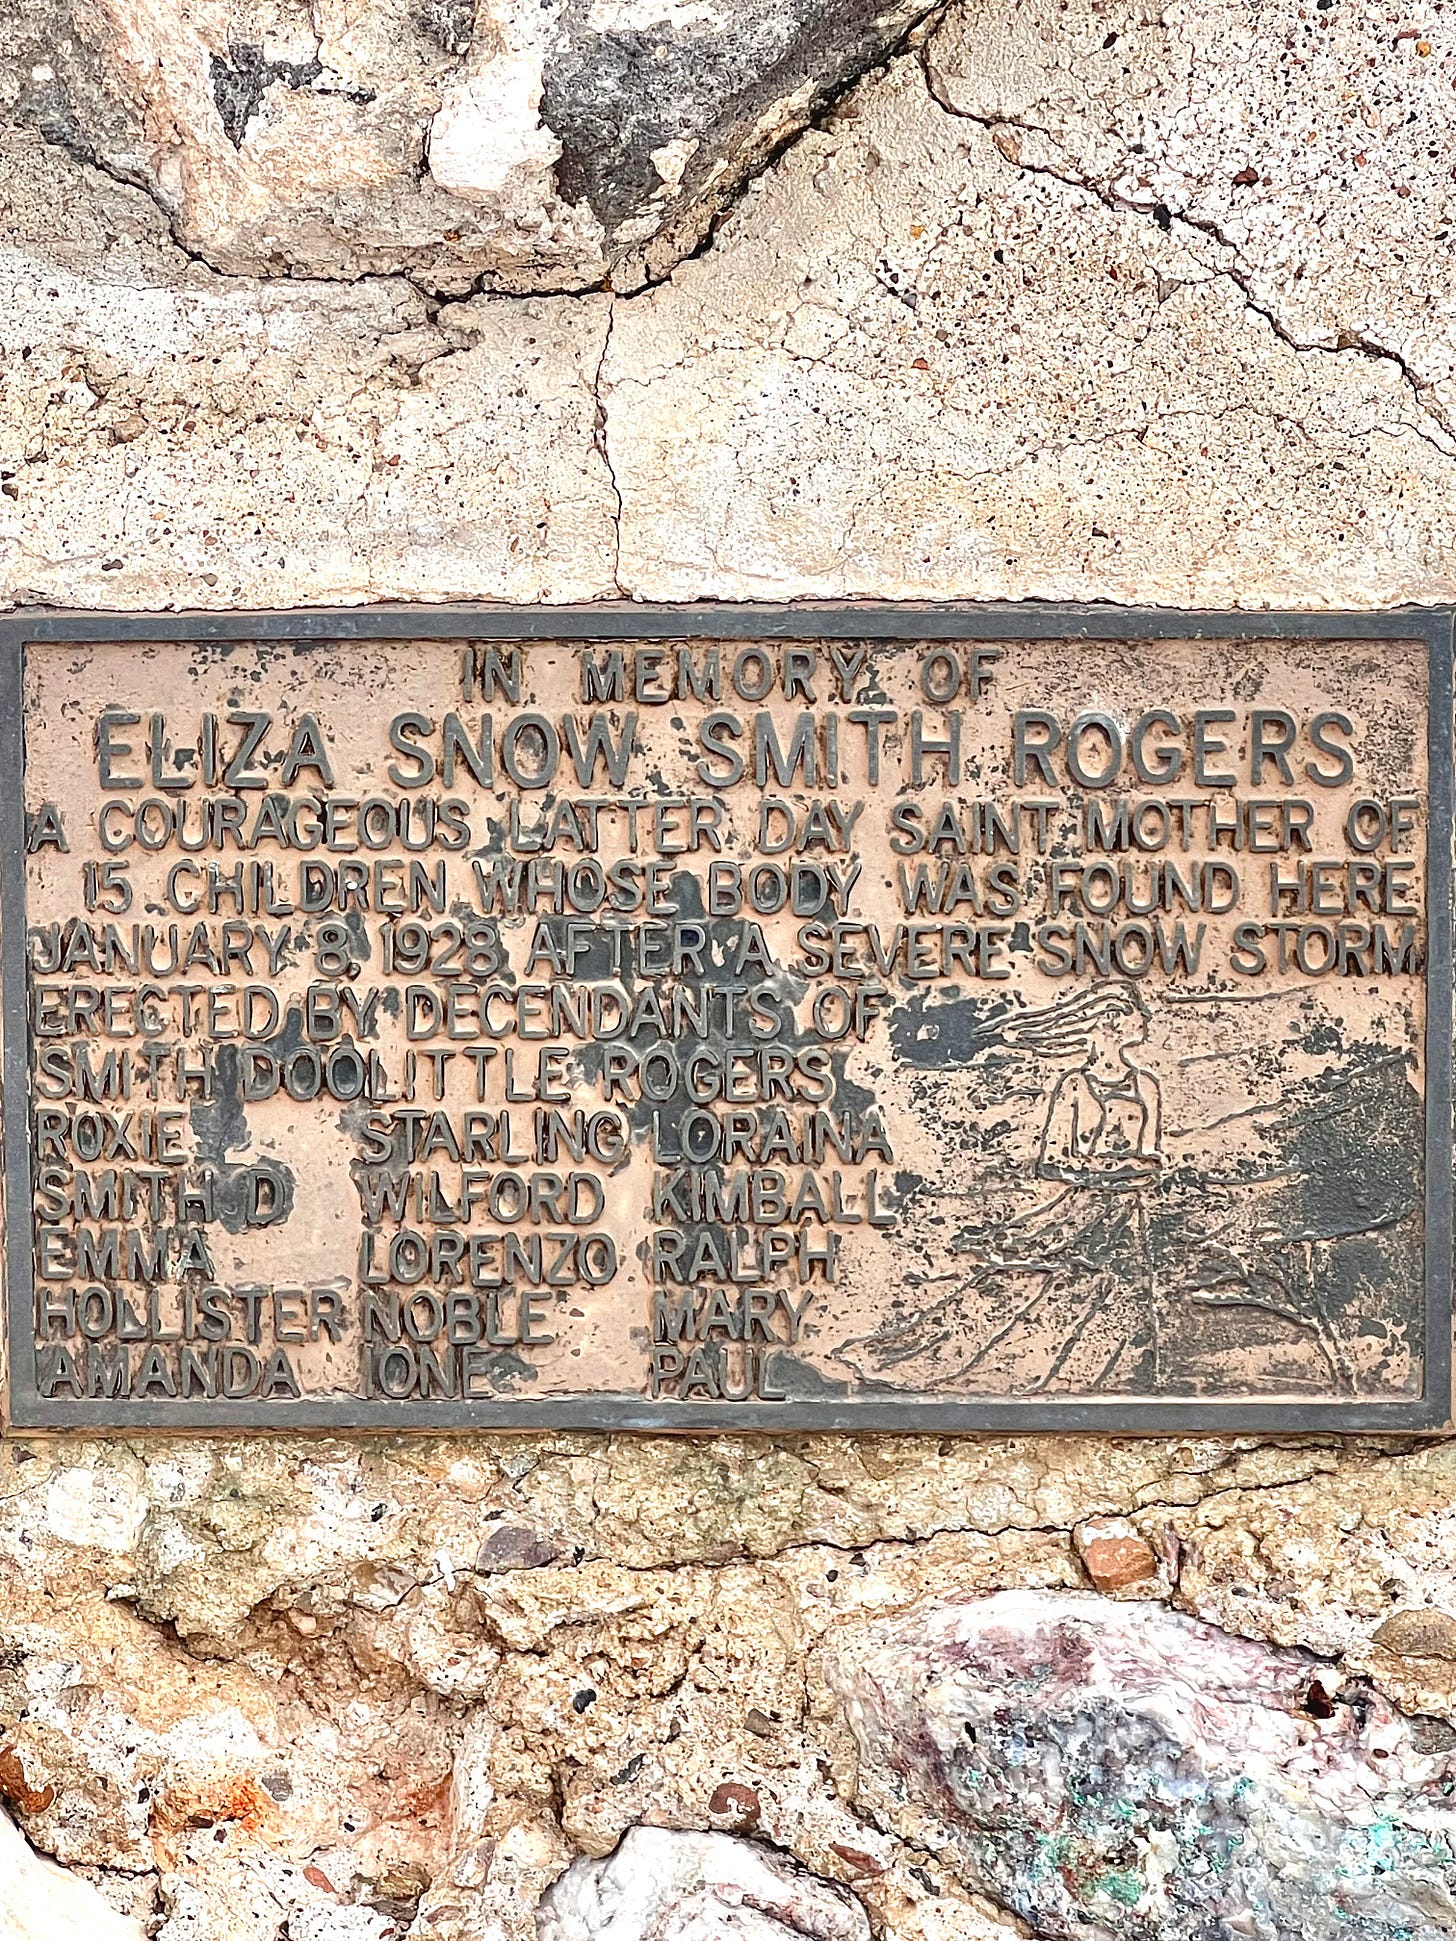 IN MEMORY OF
ELIZA SNOW SMITH ROGERS
A COURAGEOUS LATTER DAY SAINT MOTHER OF
15 CHILDREN WHOSE BODY WAS FOUND HERE
JANUARY 8, 1928 AFTER A SEVERE SNOW STORM
ERECTED BY DECENDANTS OF
SMITH DOOLITTLE ROGERS
ROXIE STARLING LORAINA
SMITH D WILFORD KIMBALL
EMMA LORENZO RALPH
HOLLISTER NOBLE MARY
AMANDA IONE PAUL